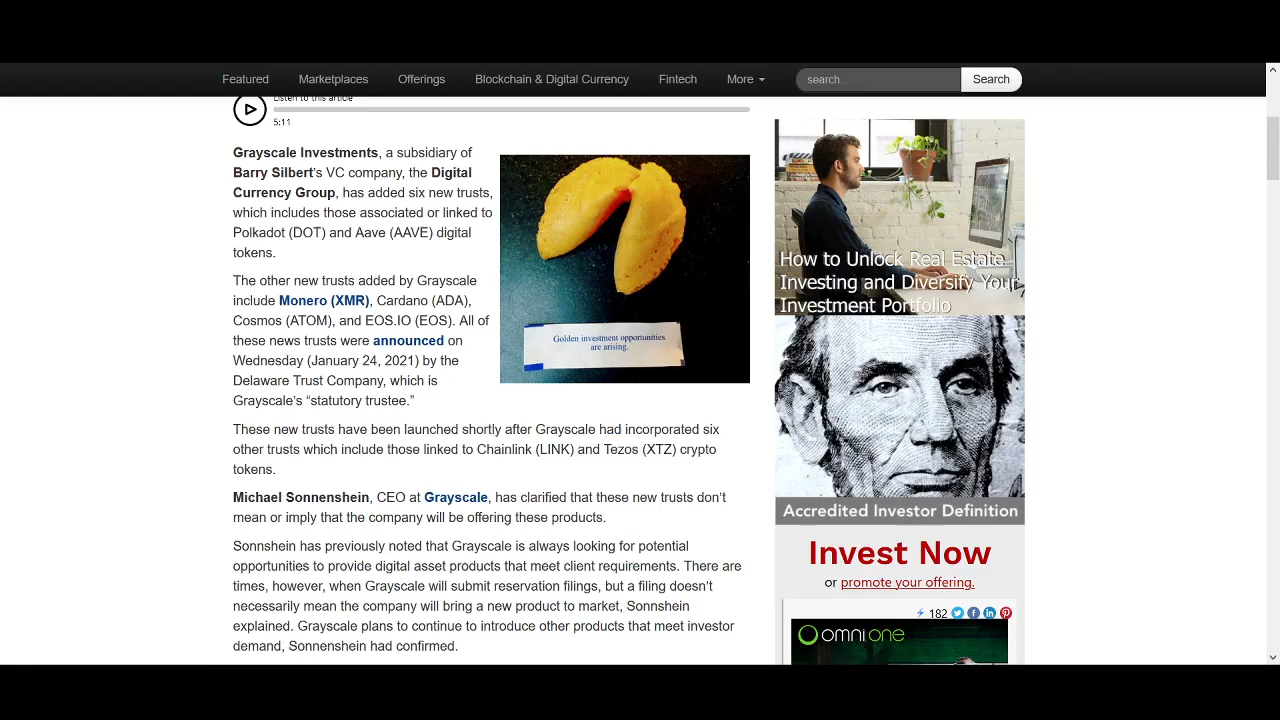 Featured
Marketplaces
Offerings
Blockchain & Digital Currency
Fintech
More
search...
Search
Listen to this article
5:11
Grayscale Investments, a subsidiary of
Barry Silbert's VC company, the Digital
Currency Group, has added six new trusts,
which includes those associated or linked to
Polkadot (DOT) and Aave (AAVE) digital
tokens.
The other new trusts added by Grayscale
include Monero (XMR), Cardano (ADA),
Cosmos (ATOM), and EOS.IO (EOS). All of
these news trusts were announced on
Wednesday (January 24, 2021) by the
Delaware Trust Company, which is
Grayscale's “statutory trustee.”
Golden investment opportunities
are arising.
These new trusts have been launched shortly after Grayscale had incorporated six
other trusts which include those linked to Chainlink (LINK) and Tezos (XTZ) crypto
tokens.
Michael Sonnenshein, CEO at Grayscale, has clarified that these new trusts don't
mean or imply that the company will be offering these products.
Sonnshein has previously noted that Grayscale is always looking for potential
opportunities to provide digital asset products that meet client requirements. There are
times, however, when Grayscale will submit reservation filings, but a filing doesn't
necessarily mean the company will bring a new product to market, Sonnshein
explained. Grayscale plans to continue to introduce other products that meet investor
demand, Sonnenshein had confirmed.
How to Unlock Real Estate
Investing and Diversify Your
Investment Portfolio
Accredited Investor Definition
Invest Now
or promote your offering.
182
omnione